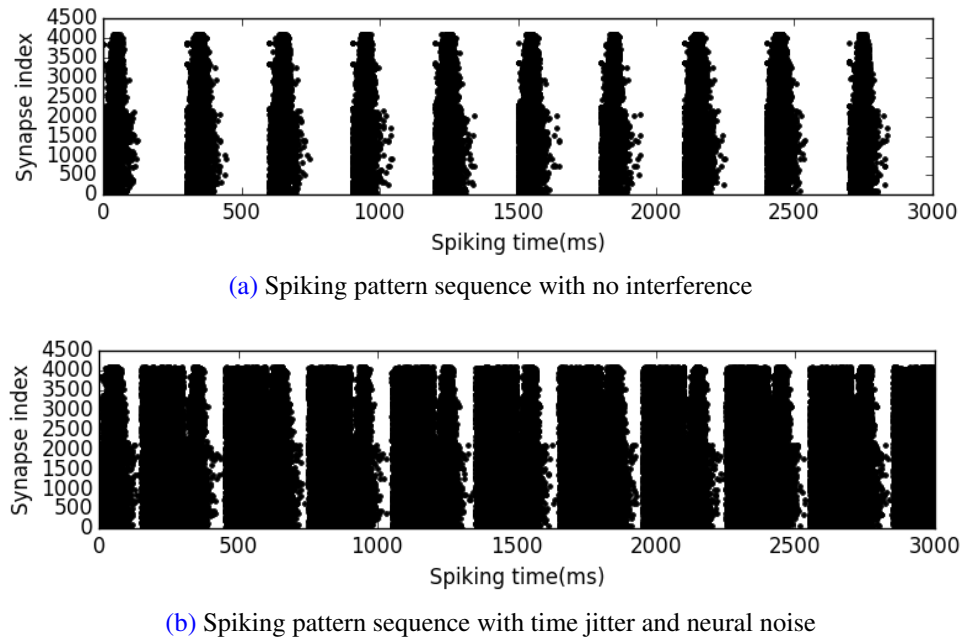 4500
4000
3500
3000
2500
2000
1500
1000
500
0
Synapse index
0 500 1000 1500 2000 2500 3000
Spiking time(ms)
(a) Spiking pattern sequence with no interference
4500
4000
3500
3000
2500
2000
1500
1000
500
0
Synapse index
0 500 1000 1500 2000 2500 3000
Spiking time(ms)
(b) Spiking pattern sequence with time jitter and neural noise